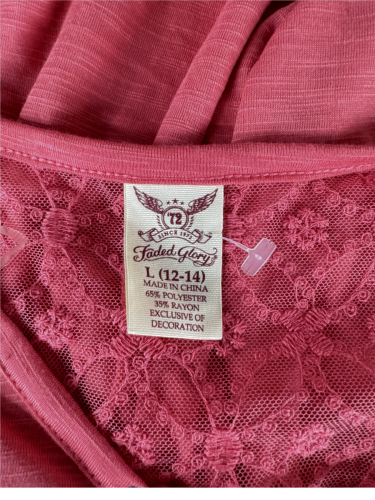 '72
SINCE 1972
Faded Glory
L (12-14)
MADE IN CHINA
65% POLYESTER
35% RAYON
EXCLUSIVE OF
DECORATION